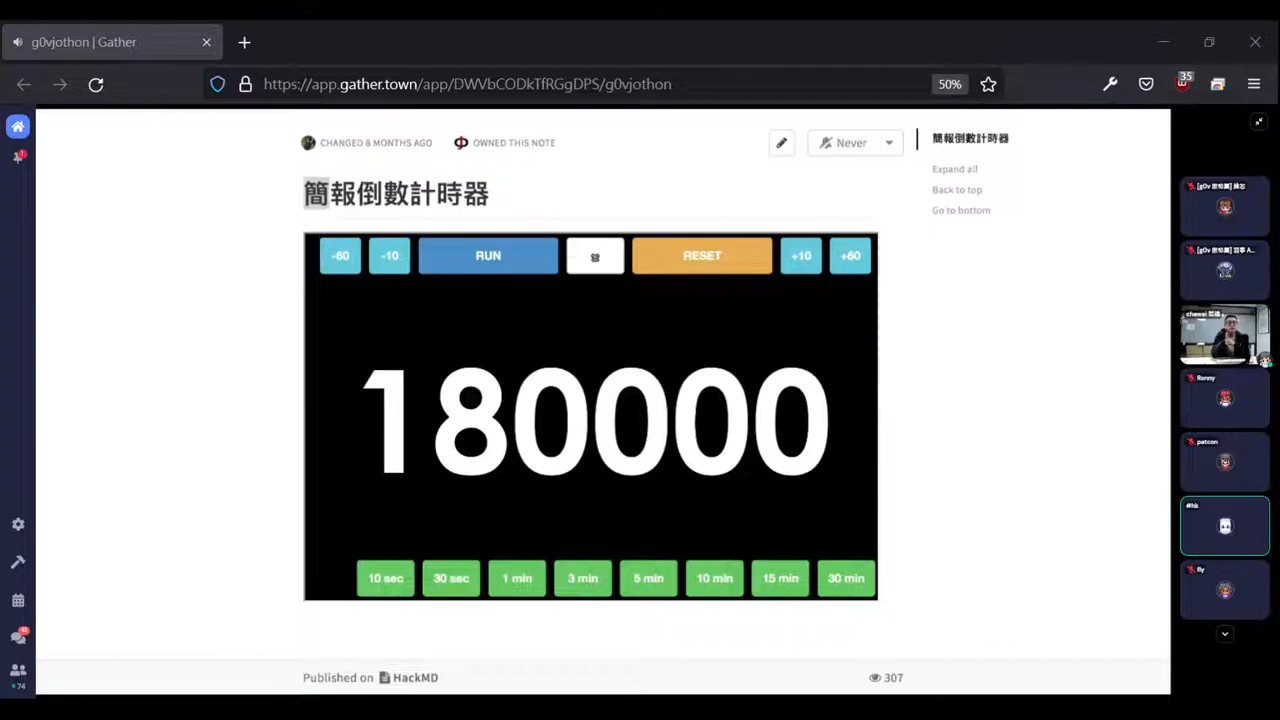 g0vjothon | Gather
https://app.gather.town/app/DWVbCODkTfRGgDPS/g0vjothon
50%
35
CHANGED 8 MONTHS AGO
OWNED THIS NOTE
Never
簡報倒數計時器
Expand all
Back to top
Go to bottom
簡報倒數計時器
-60
-10
RUN
RESET
+10
+60
180000
10 sec
30 sec
1 min
3 min
5 min
10 min
15 min
30 min
Published on HackMD
307
chewei
Ronny
patcon
#hk
fly
74